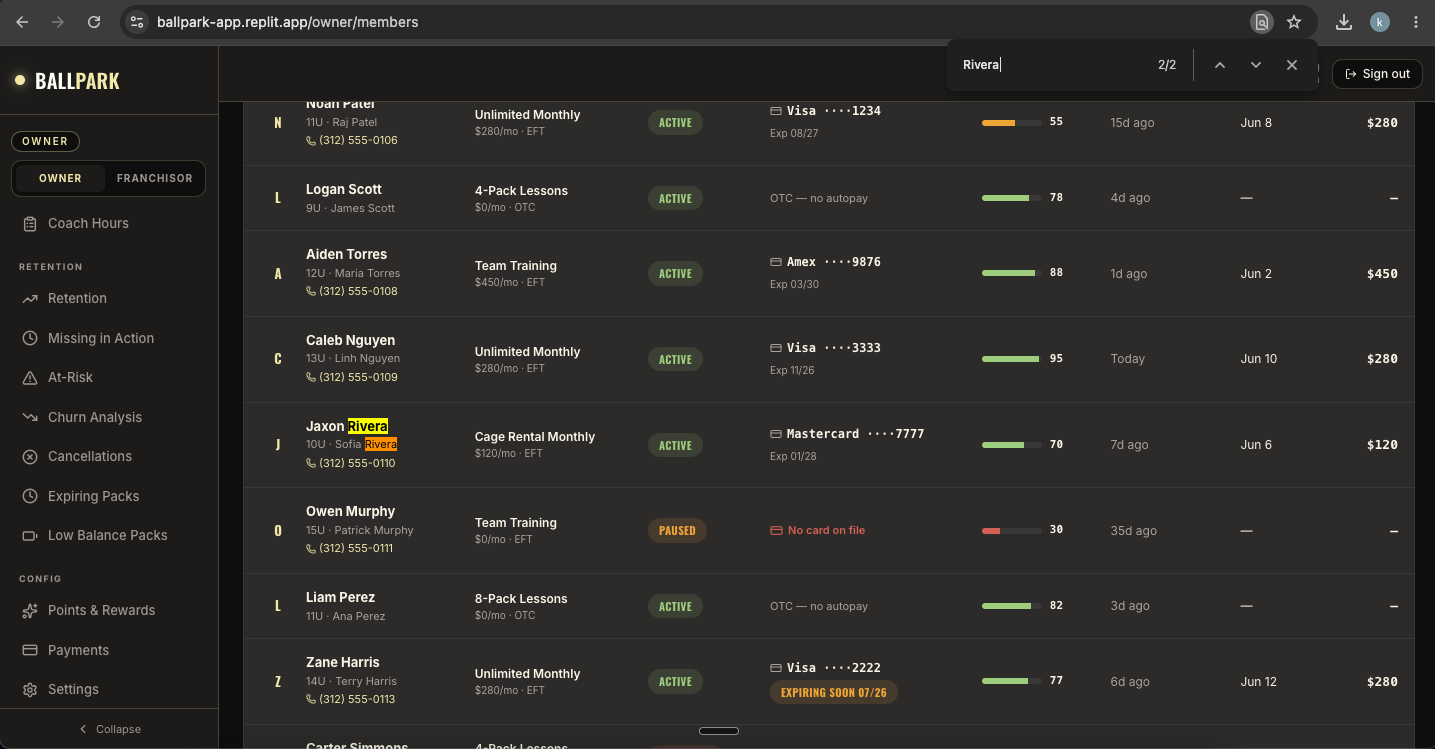 ballpark-app.replit.app/owner/members
k
Rivera
2/2
BALLPARK
Sign out
OWNER
OWNER
FRANCHISOR
Coach Hours
RETENTION
Retention
Missing in Action
At-Risk
Churn Analysis
Cancellations
Expiring Packs
Low Balance Packs
CONFIG
Points & Rewards
Payments
Settings
Collapse
N
Noah Patel
11U · Raj Patel
(312) 555-0106
Unlimited Monthly
$280/mo · EFT
ACTIVE
Visa ····1234
Exp 08/27
55
15d ago
Jun 8
$280
L
Logan Scott
9U · James Scott
4-Pack Lessons
$0/mo · OTC
ACTIVE
OTC — no autopay
78
4d ago
—
–
A
Aiden Torres
12U · Maria Torres
(312) 555-0108
Team Training
$450/mo · EFT
ACTIVE
Amex ····9876
Exp 03/30
88
1d ago
Jun 2
$450
C
Caleb Nguyen
13U · Linh Nguyen
(312) 555-0109
Unlimited Monthly
$280/mo · EFT
ACTIVE
Visa ····3333
Exp 11/26
95
Today
Jun 10
$280
J
Jaxon Rivera
10U · Sofia Rivera
(312) 555-0110
Cage Rental Monthly
$120/mo · EFT
ACTIVE
Mastercard ····7777
Exp 01/28
70
7d ago
Jun 6
$120
O
Owen Murphy
15U · Patrick Murphy
(312) 555-0111
Team Training
$0/mo · EFT
PAUSED
No card on file
30
35d ago
—
–
L
Liam Perez
11U · Ana Perez
8-Pack Lessons
$0/mo · OTC
ACTIVE
OTC — no autopay
82
3d ago
—
–
Z
Zane Harris
14U · Terry Harris
(312) 555-0113
Unlimited Monthly
$280/mo · EFT
ACTIVE
Visa ····2222
EXPIRING SOON 07/26
77
6d ago
Jun 12
$280
Carter Simmons
4-Pack Lessons